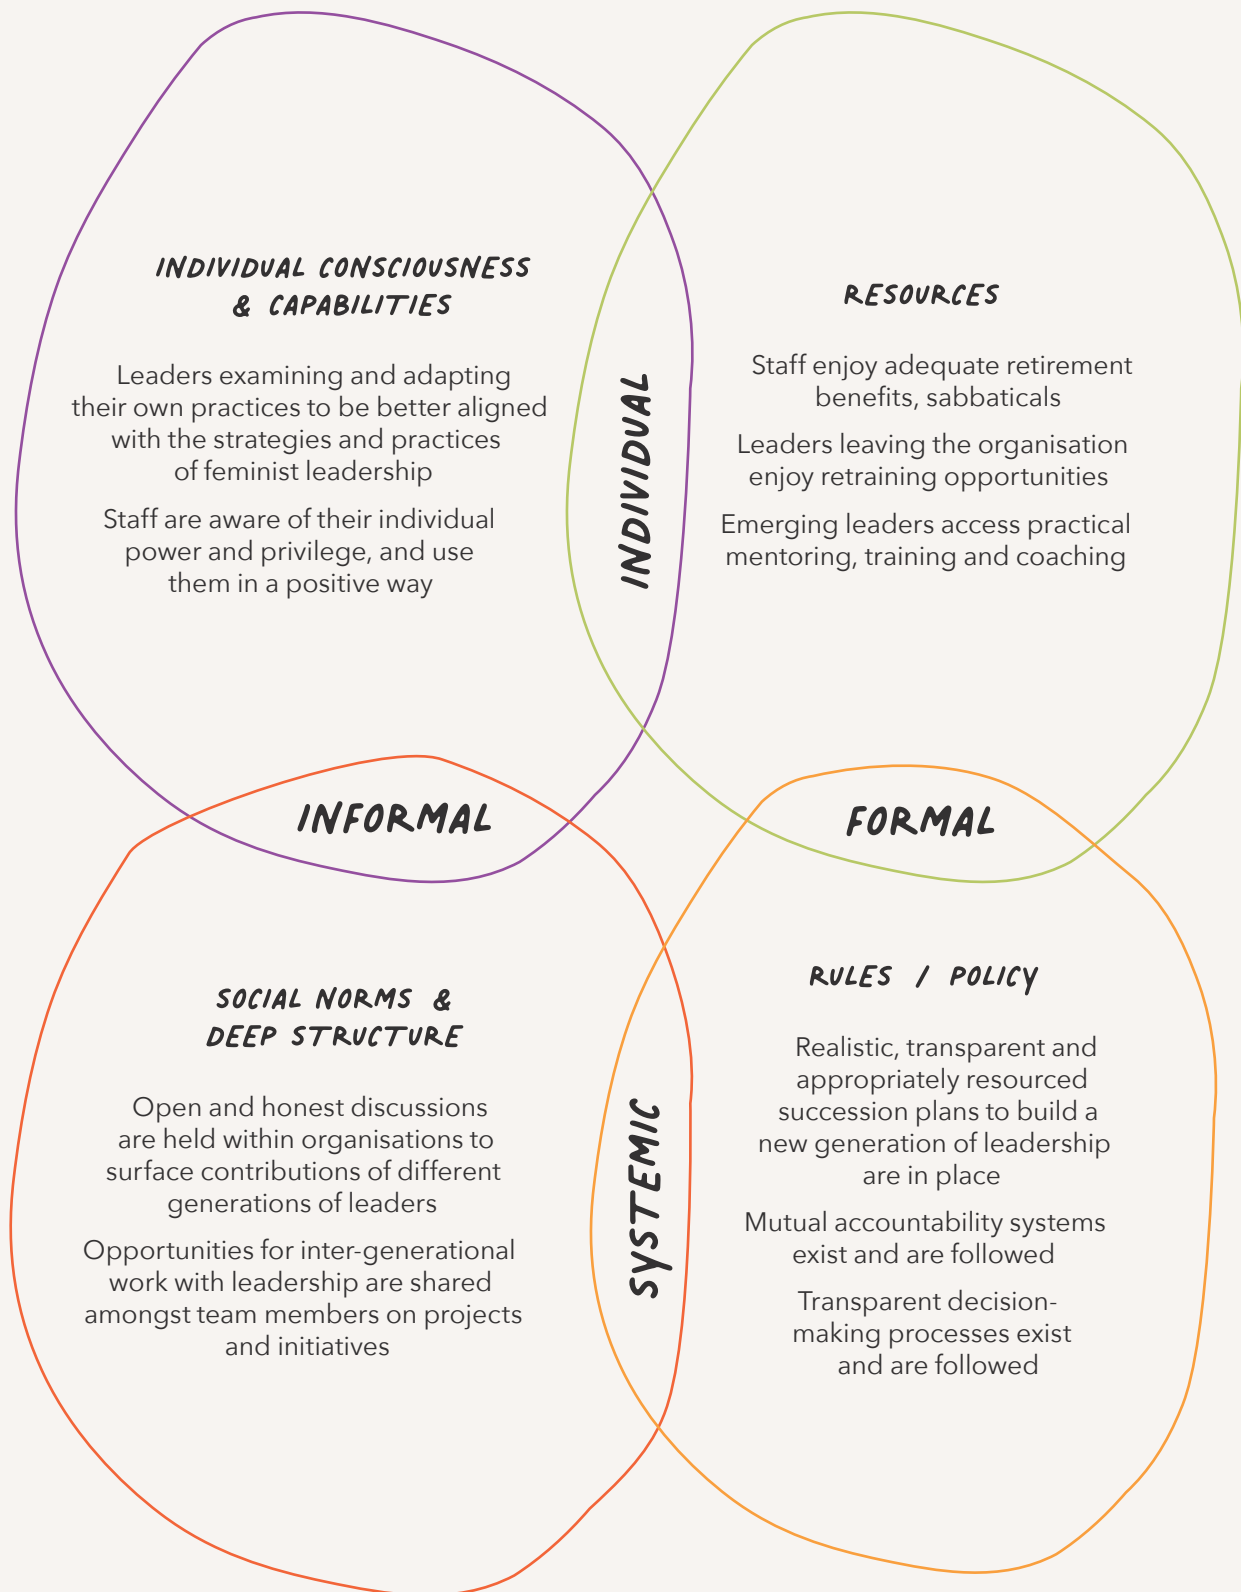 INDIVIDUAL CONSCIOUSNESS
& CAPABILITIES
Leaders examining and adapting
their own practices to be better aligned
with the strategies and practices
of feminist leadership
Staff are aware of their individual
power and privilege, and use
them in a positive way
INDIVIDUAL
RESOURCES
Staff enjoy adequate retirement
benefits, sabbaticals
Leaders leaving the organisation
enjoy retraining opportunities
Emerging leaders access practical
mentoring, training and coaching
INFORMAL
FORMAL
SOCIAL NORMS &
DEEP STRUCTURE
Open and honest discussions
are held within organisations to
surface contributions of different
generations of leaders
Opportunities for inter-generational
work with leadership are shared
amongst team members on projects
and initiatives
SYSTEMIC
RULES / POLICY
Realistic, transparent and
appropriately resourced
succession plans to build a
new generation of leadership
are in place
Mutual accountability systems
exist and are followed
Transparent decision-
making processes exist
and are followed